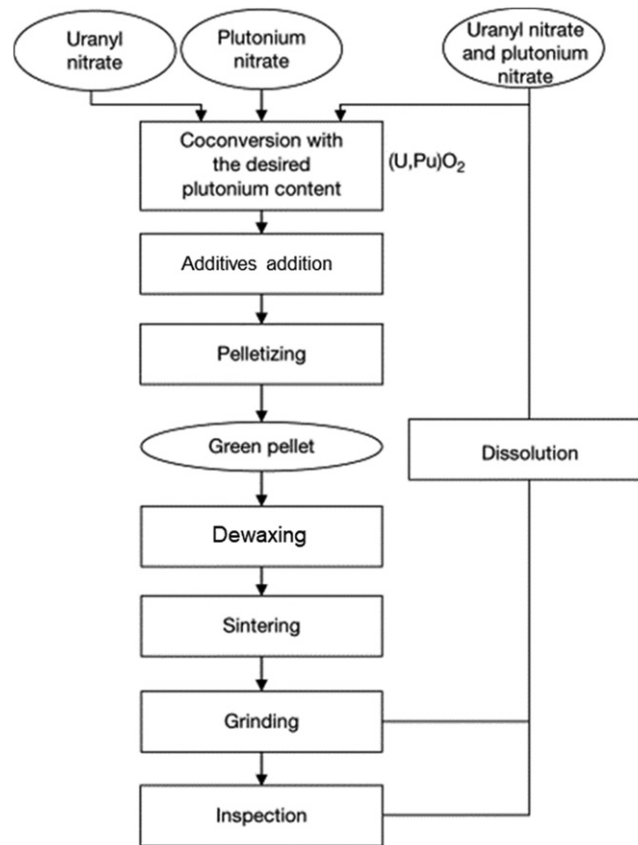 Uranyl
nitrate
Plutonium
nitrate
Uranyl nitrate
and plutonium
nitrate
Coconversion with
the desired
plutonium content
(U,Pu)O₂
Additives addition
Pelletizing
Green pellet
Dissolution
Dewaxing
Sintering
Grinding
Inspection